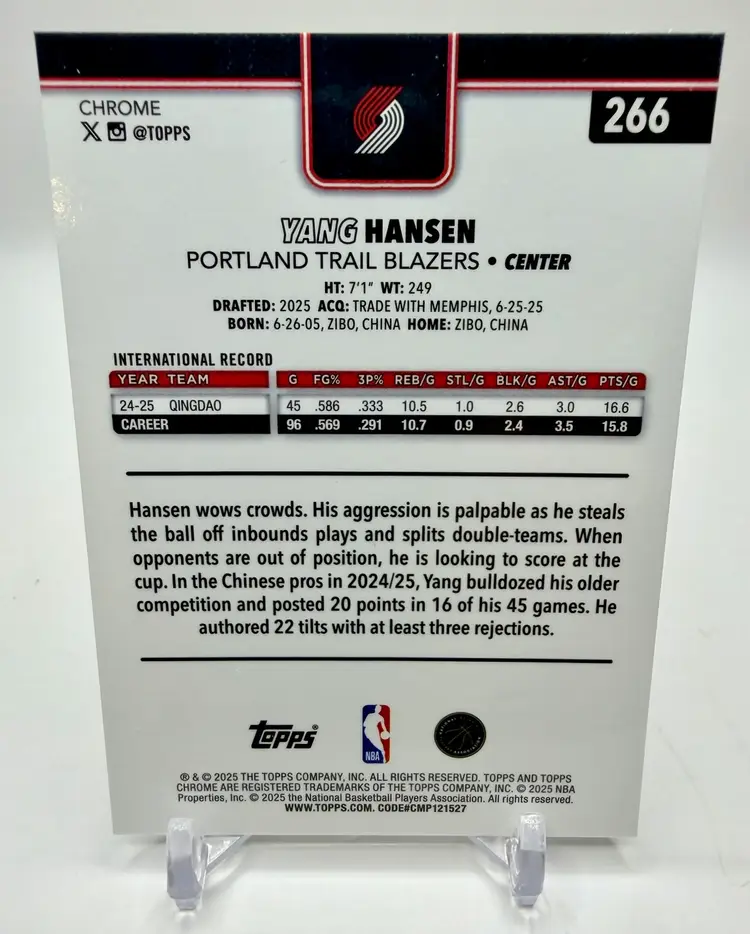 CHROME
X @TOPPS
266
YANG HANSEN
PORTLAND TRAIL BLAZERS • CENTER
HT: 7'1" WT: 249
DRAFTED: 2025 ACQ: TRADE WITH MEMPHIS, 6-25-25
BORN: 6-26-05, ZIBO, CHINA HOME: ZIBO, CHINA
INTERNATIONAL RECORD
YEAR TEAM G FG% 3P% REB/G STL/G BLK/G AST/G PTS/G
24-25 QINGDAO 45 .586 .333 10.5 1.0 2.6 3.0 16.6
CAREER 96 .569 .291 10.7 0.9 2.4 3.5 15.8
Hansen wows crowds. His aggression is palpable as he steals
the ball off inbounds plays and splits double-teams. When
opponents are out of position, he is looking to score at the
cup. In the Chinese pros in 2024/25, Yang bulldozed his older
competition and posted 20 points in 16 of his 45 games. He
authored 22 tilts with at least three rejections.
Topps®
NBA
® & © 2025 THE TOPPS COMPANY, INC. ALL RIGHTS RESERVED. TOPPS AND TOPPS
CHROME ARE REGISTERED TRADEMARKS OF THE TOPPS COMPANY, INC. © 2025 NBA
Properties, Inc. © 2025 the National Basketball Players Association. All rights reserved.
WWW.TOPPS.COM. CODE#CMP121527